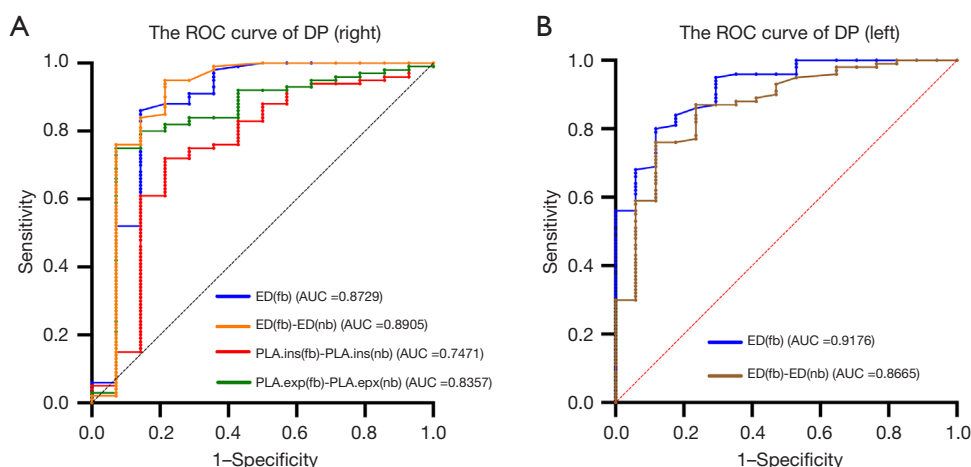 A
The ROC curve of DP (right)
1.0
0.8
0.6
0.4
0.2
0.0
Sensitivity
ED(fb) (AUC =0.8729)
ED(fb)-ED(nb) (AUC =0.8905)
PLA.ins(fb)-PLA.ins(nb) (AUC =0.7471)
PLA.exp(fb)-PLA.epx(nb) (AUC =0.8357)
0.0 0.2 0.4 0.6 0.8 1.0
1–Specificity
B
The ROC curve of DP (left)
1.0
0.8
0.6
0.4
0.2
0.0
Sensitivity
ED(fb) (AUC =0.9176)
ED(fb)-ED(nb) (AUC =0.8665)
0.0 0.2 0.4 0.6 0.8 1.0
1–Specificity